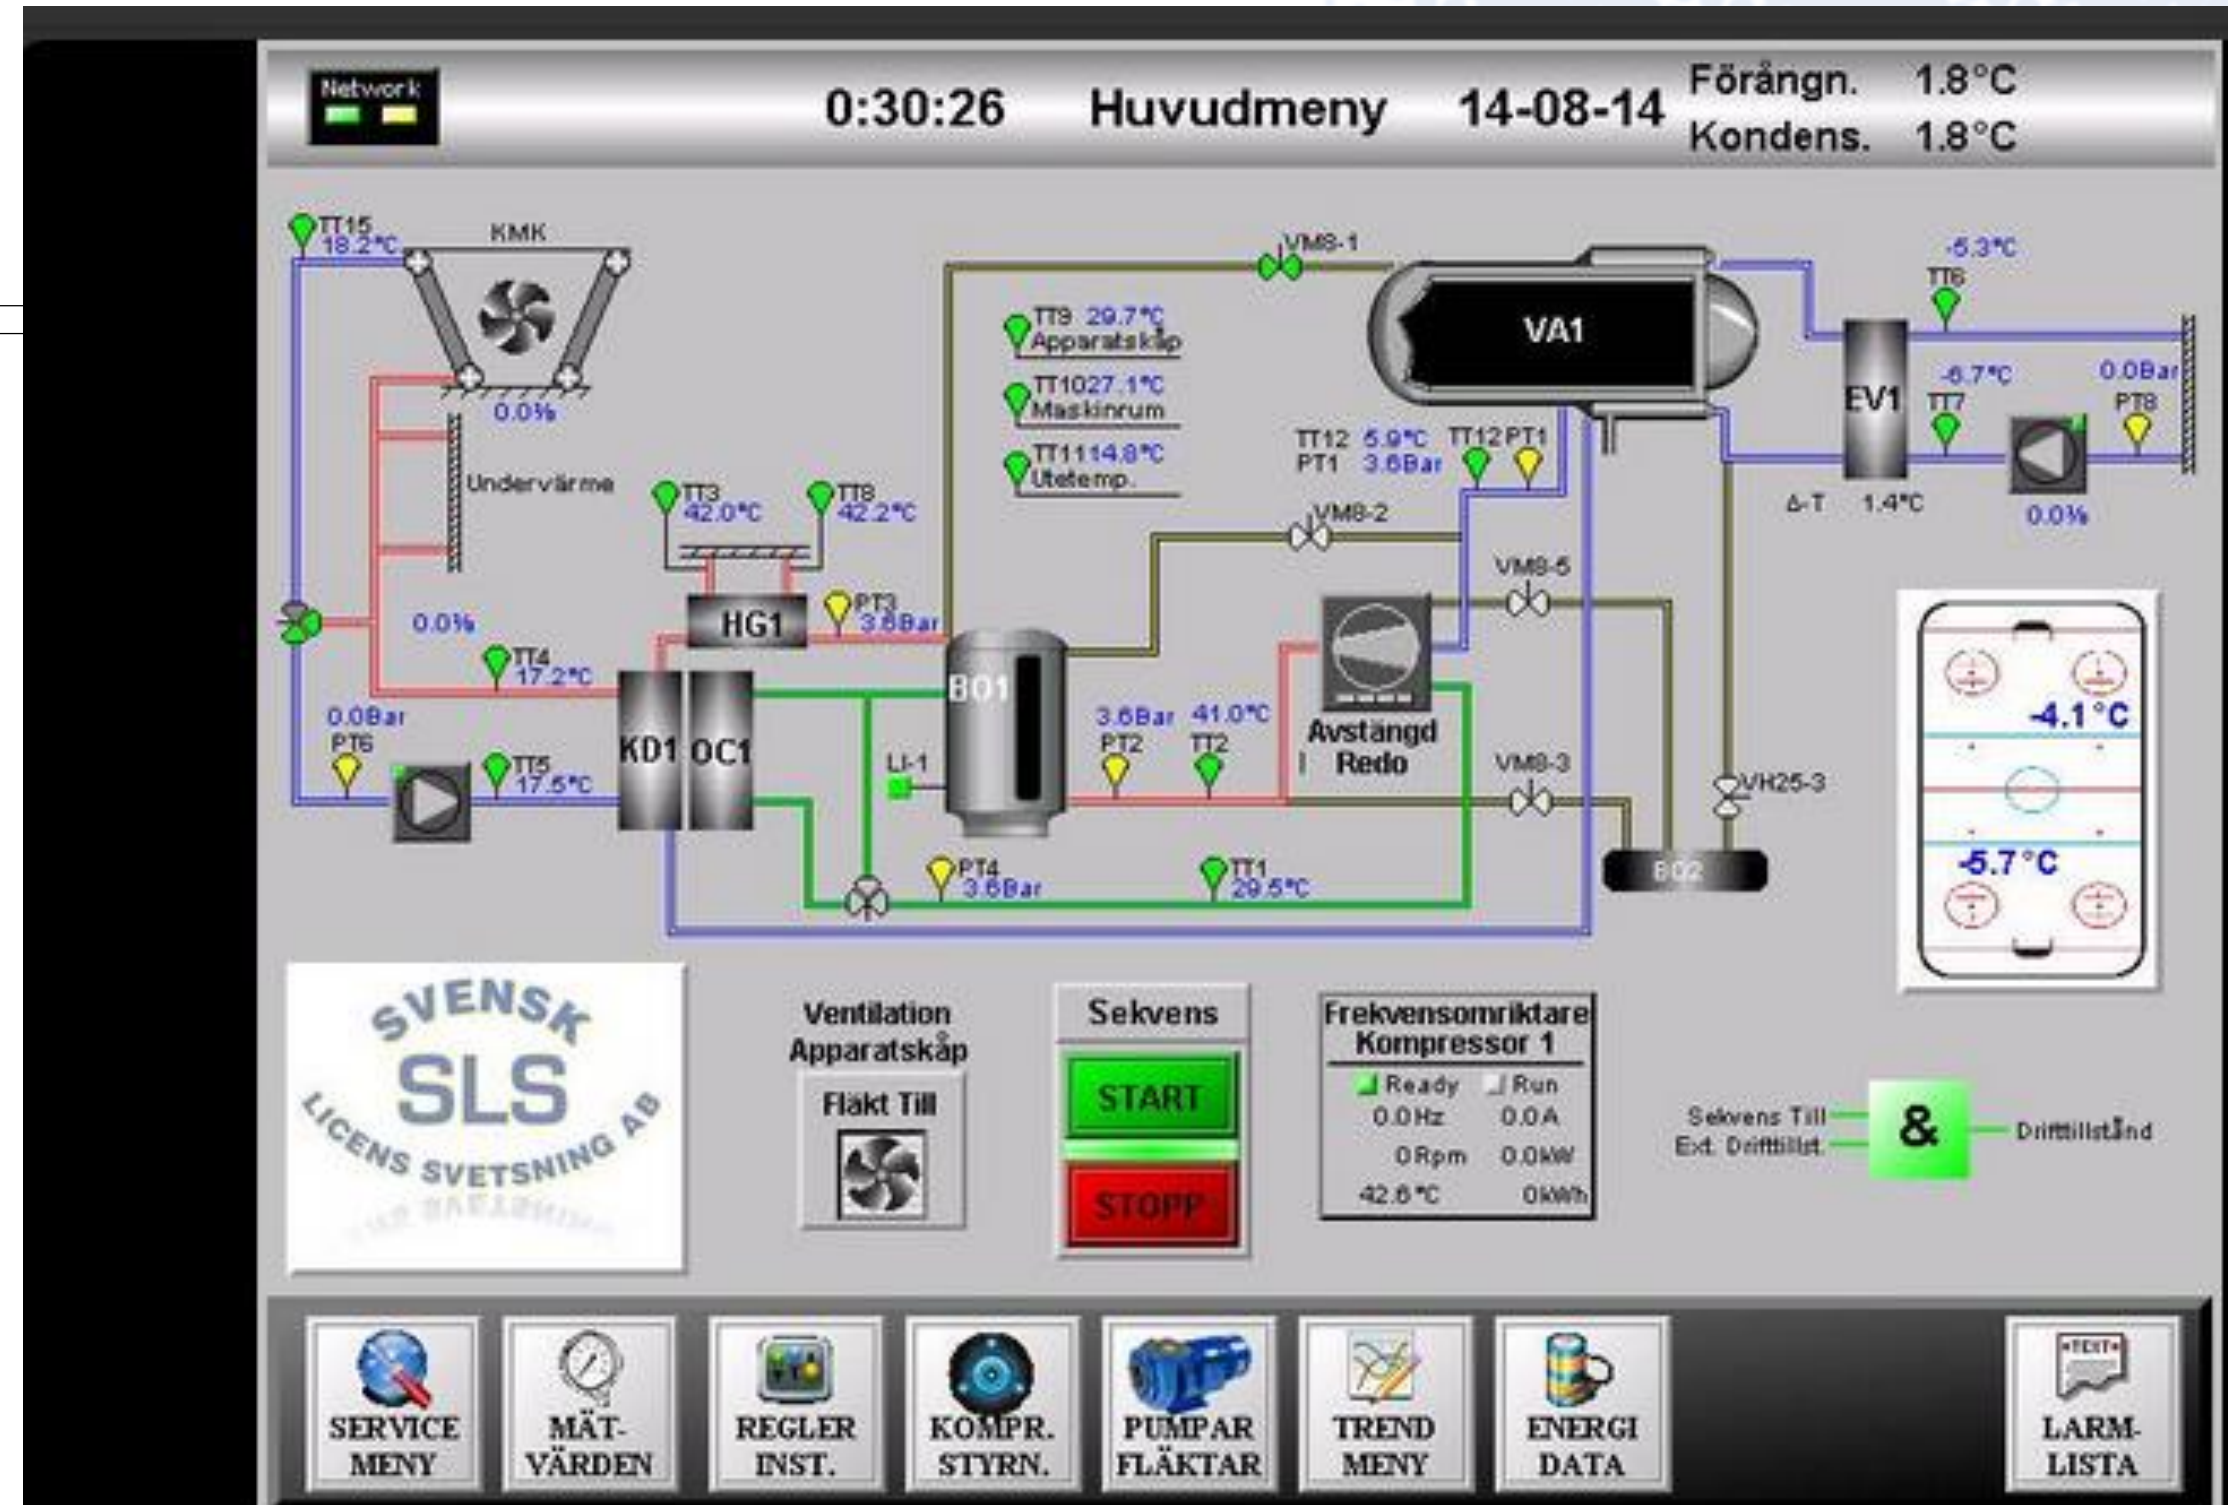 Network
0:30:26 Huvudmeny 14-08-14
Förångn. 1.8°C
Kondens. 1.8°C
TT15
18.2°C
KMK
0.0%
Undervärme
TT3
42.0°C
TT8
42.2°C
HG1
PT3
3.6Bar
0.0%
TT4
17.2°C
0.0Bar
PT6
TT5
17.5°C
KD1
OC1
TT9 29.7°C
Apparatskåp
TT10 27.1°C
Maskinrum
TT11 14.8°C
Utetemp.
VM8-1
VA1
TT12 5.9°C TT12 PT1
PT1 3.6Bar
VM8-2
VM8-5
BO1
LI-1
3.6Bar 41.0°C
PT2 TT2
Avstängd
Redo
VM8-3
VH25-3
BO2
PT4
3.6Bar
TT1
29.5°C
-5.3°C
TT6
EV1
-6.7°C
TT7
0.0Bar
PT8
Δ-T 1.4°C
0.0%
-4.1°C
-5.7°C
SVENSK
SLS
LICENS SVETSNING AB
Ventilation
Apparatskåp
Fläkt Till
Sekvens
START
STOPP
Frekvensomriktare
Kompressor 1
Ready Run
0.0Hz 0.0A
0Rpm 0.0kW
42.6°C 0kWh
Sekvens Till
Ext. Drifttillst.
&
Drifttillstånd
SERVICE
MENY
MÄT-
VÄRDEN
REGLER
INST.
KOMPR.
STYRN.
PUMPAR
FLÄKTAR
TREND
MENY
ENERGI
DATA
TEXT
LARM-
LISTA